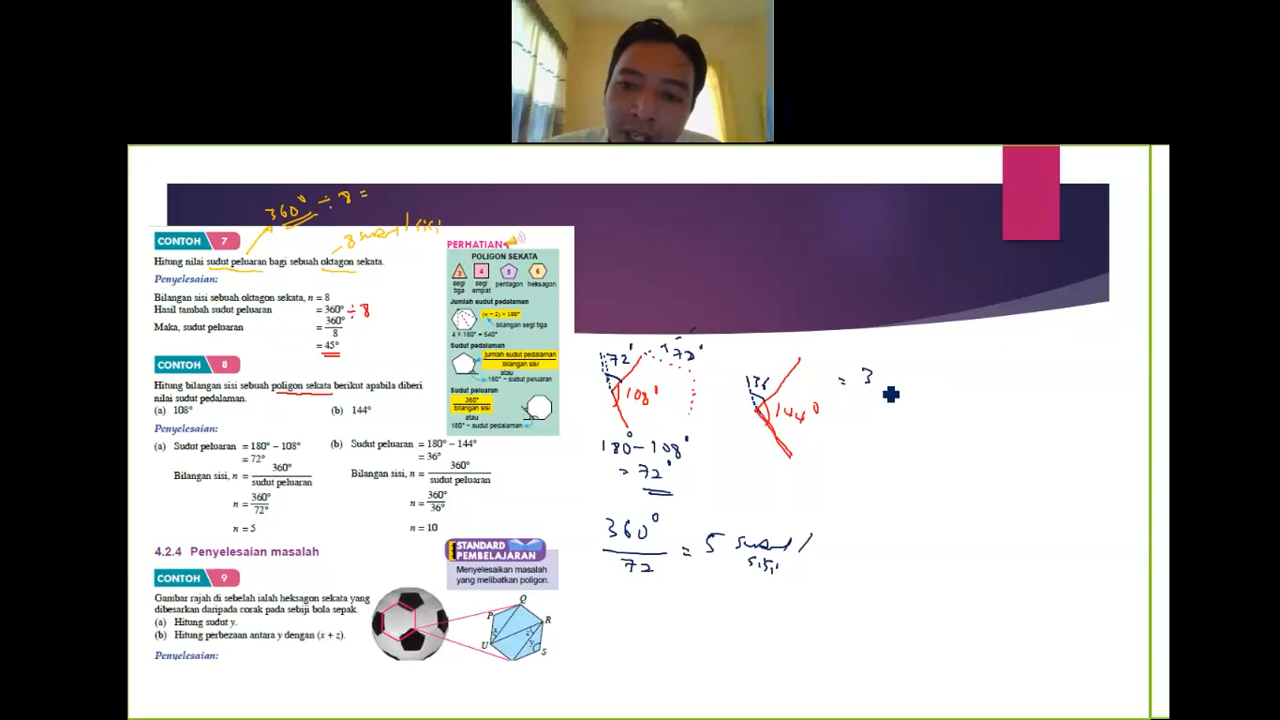 360° ÷ 8 =
8 sudut / sisi
CONTOH 7
Hitung nilai sudut peluaran bagi sebuah oktagon sekata.
Penyelesaian:
Bilangan sisi sebuah oktagon sekata, n = 8
Hasil tambah sudut peluaran = 360° ÷ 8
Maka, sudut peluaran = 360°/8
= 45°
CONTOH 8
Hitung bilangan sisi sebuah poligon sekata berikut apabila diberi
nilai sudut pedalaman.
(a) 108° (b) 144°
Penyelesaian:
(a) Sudut peluaran = 180° – 108°
= 72°
Bilangan sisi, n = 360°/sudut peluaran
n = 360°/72°
n = 5
(b) Sudut peluaran = 180° – 144°
= 36°
Bilangan sisi, n = 360°/sudut peluaran
n = 360°/36°
n = 10
4.2.4 Penyelesaian masalah
CONTOH 9
Gambar rajah di sebelah ialah heksagon sekata yang
dibesarkan daripada corak pada sebiji bola sepak.
(a) Hitung sudut y.
(b) Hitung perbezaan antara y dengan (x + z).
Penyelesaian:
PERHATIAN
POLIGON SEKATA
3 4 5 6
segi tiga
segi empat
pentagon
heksagon
Jumlah sudut pedalaman
(n – 2) × 180°
bilangan segi tiga
4 × 180° = 540°
Sudut pedalaman
jumlah sudut pedalaman
bilangan sisi
atau
180° – sudut peluaran
Sudut peluaran
360°
bilangan sisi
atau
180° – sudut pedalaman
STANDARD
PEMBELAJARAN
Menyelesaikan masalah
yang melibatkan poligon.
Q
P
R
U
S
x
z
y
72°
72°
108°
180° – 108°
= 72°
360°/72 = 5 sudut / sisi
136
144°
= 3